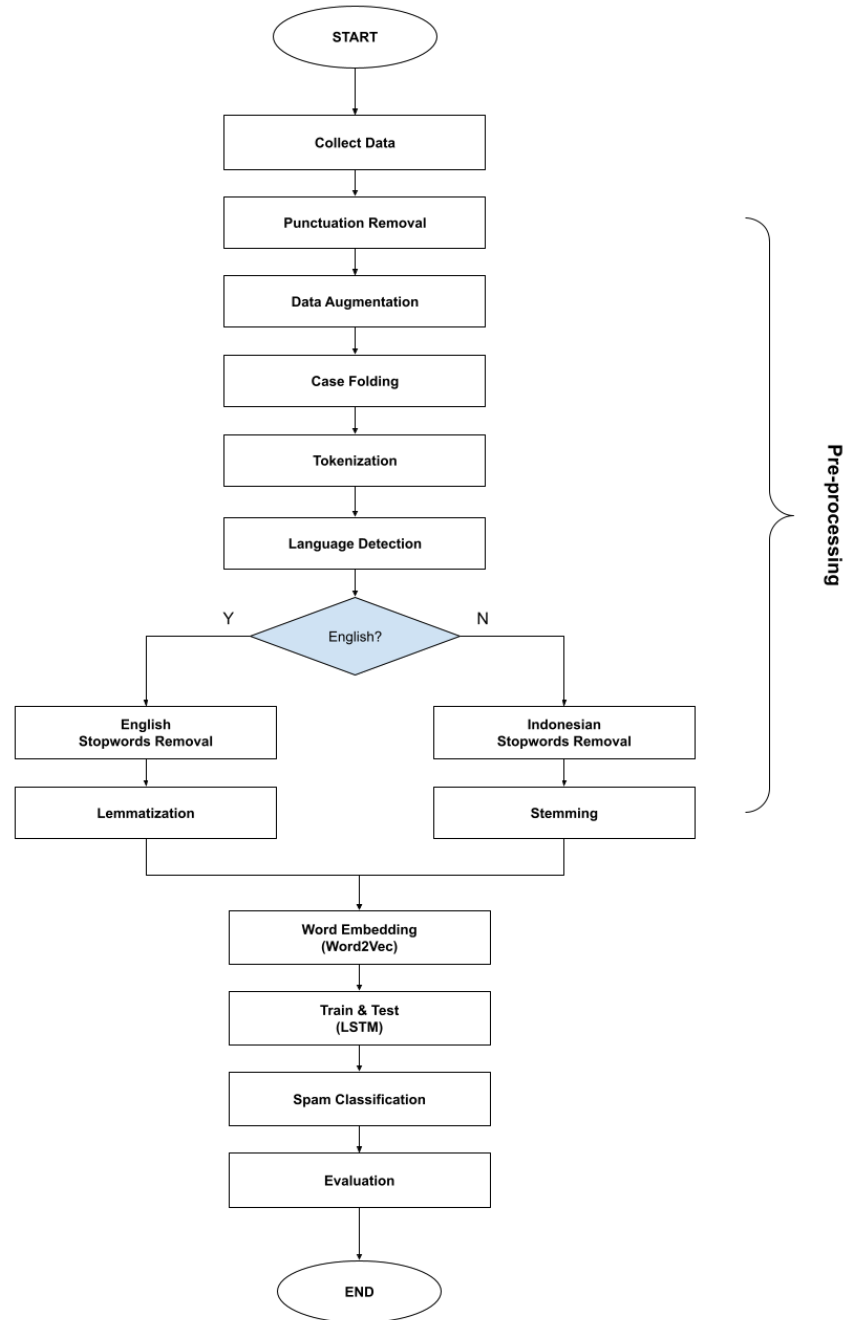 START
Collect Data
Punctuation Removal
Data Augmentation
Case Folding
Tokenization
Language Detection
English?
Y
N
English
Stopwords Removal
Lemmatization
Indonesian
Stopwords Removal
Stemming
Pre-processing
Word Embedding
(Word2Vec)
Train & Test
(LSTM)
Spam Classification
Evaluation
END